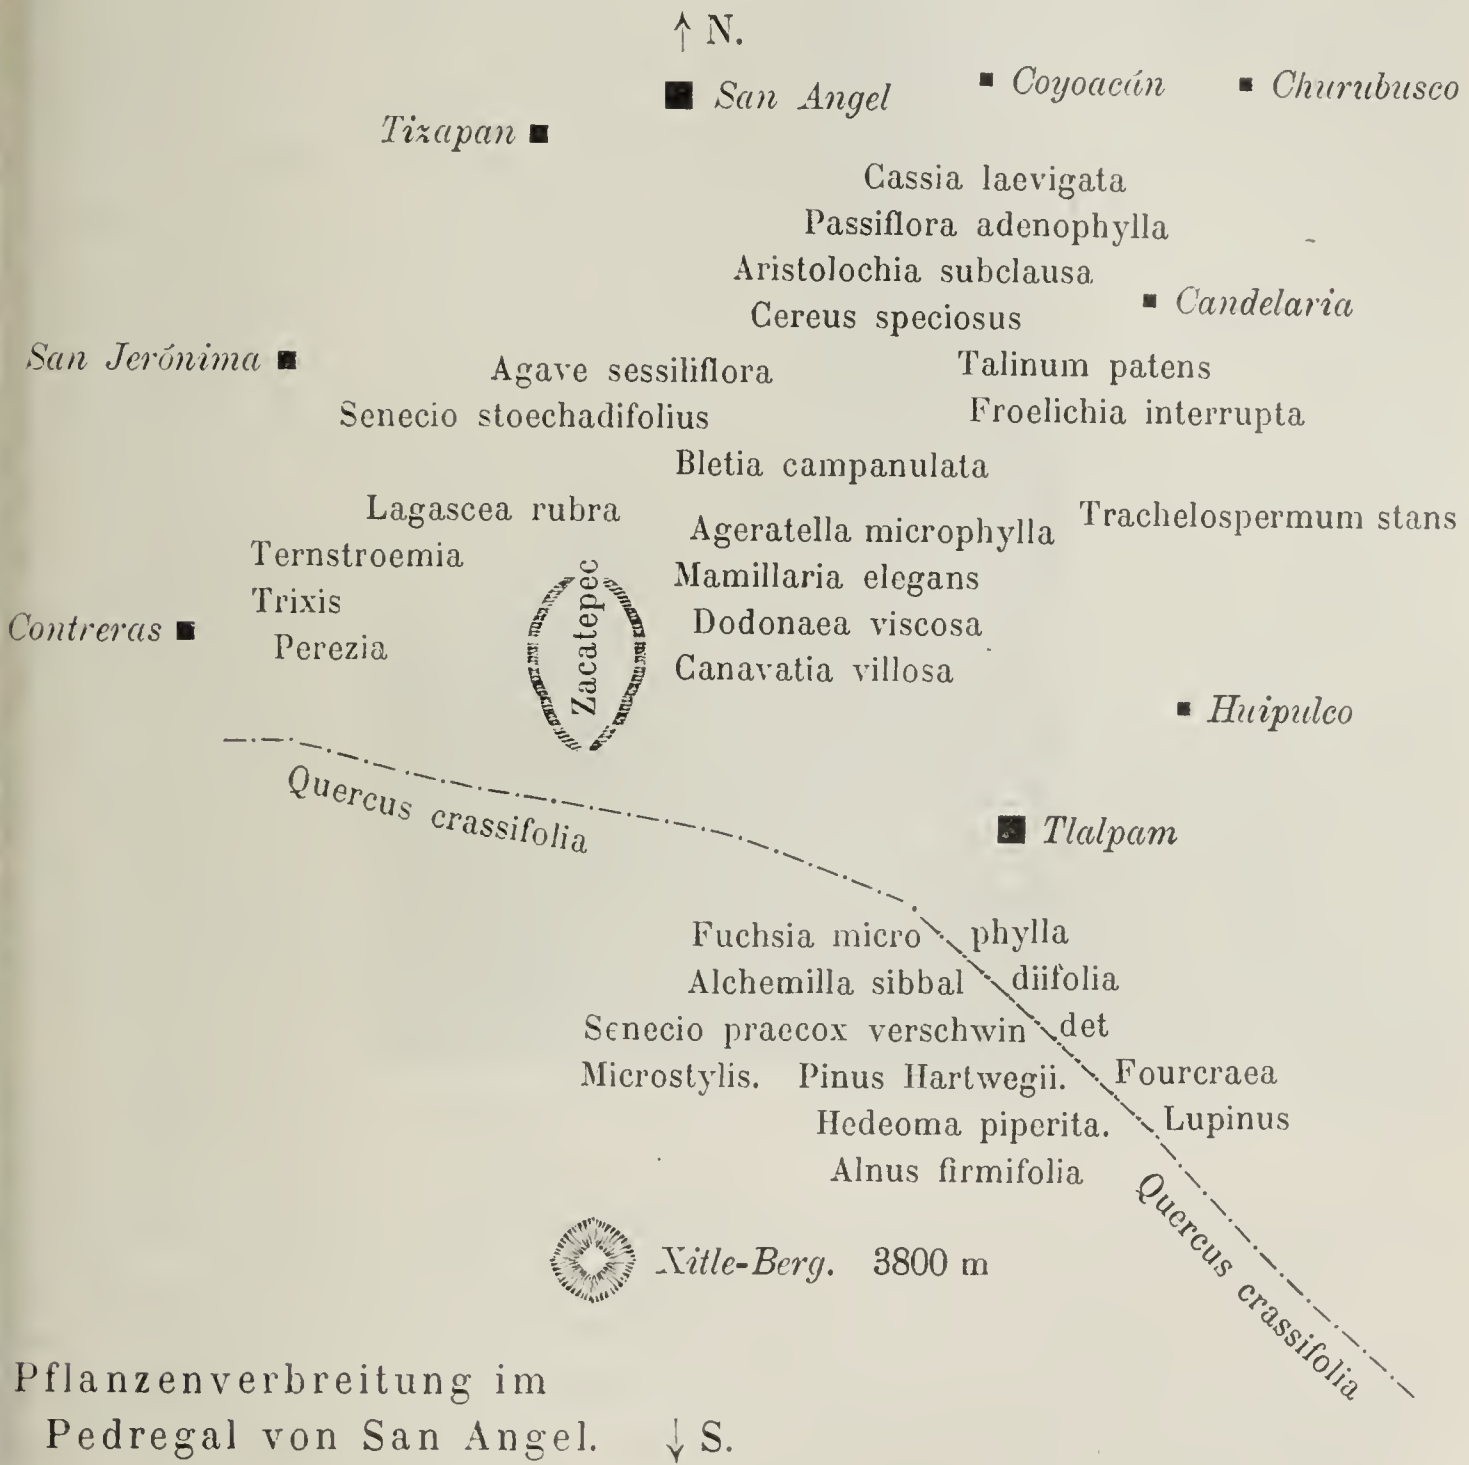 N.
San Angel
Coyoacán
Churubusco
Tizapan
Cassia laevigata
Passiflora adenophylla
Aristolochia subclausa
Candelaria
Cereus speciosus
San Jerónima
Agave sessiliflora
Talinum patens
Senecio stoechadifolius
Froelichia interrupta
Bletia campanulata
Lagascea rubra
Ageratella microphylla
Trachelospermum stans
Ternstroemia
Mamillaria elegans
Trixis
Zacatepec
Contreras
Dodonaea viscosa
Perezia
Canavatia villosa
Huipulco
Quercus crassifolia
Tlalpam
Fuchsia micro phylla
Alchemilla sibbal diifolia
Senecio praecox verschwin det
Microstylis. Pinus Hartwegii. Fourcraea
Hedeoma piperita. Lupinus
Alnus firmifolia
Quercus crassifolia
Xitle-Berg. 3800 m
Pflanzenverbreitung im
Pedregal von San Angel.
S.